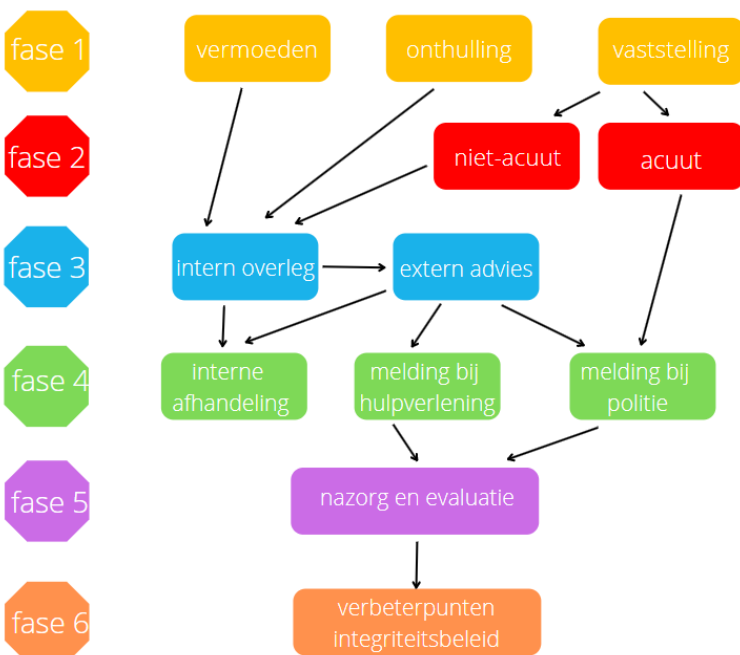 fase 1
vermoeden
onthulling
vaststelling
fase 2
niet-acuut
acuut
fase 3
intern overleg
extern advies
fase 4
interne
afhandeling
melding bij
hulpverlening
melding bij
politie
fase 5
nazorg en evaluatie
fase 6
verbeterpunten
integriteitsbeleid